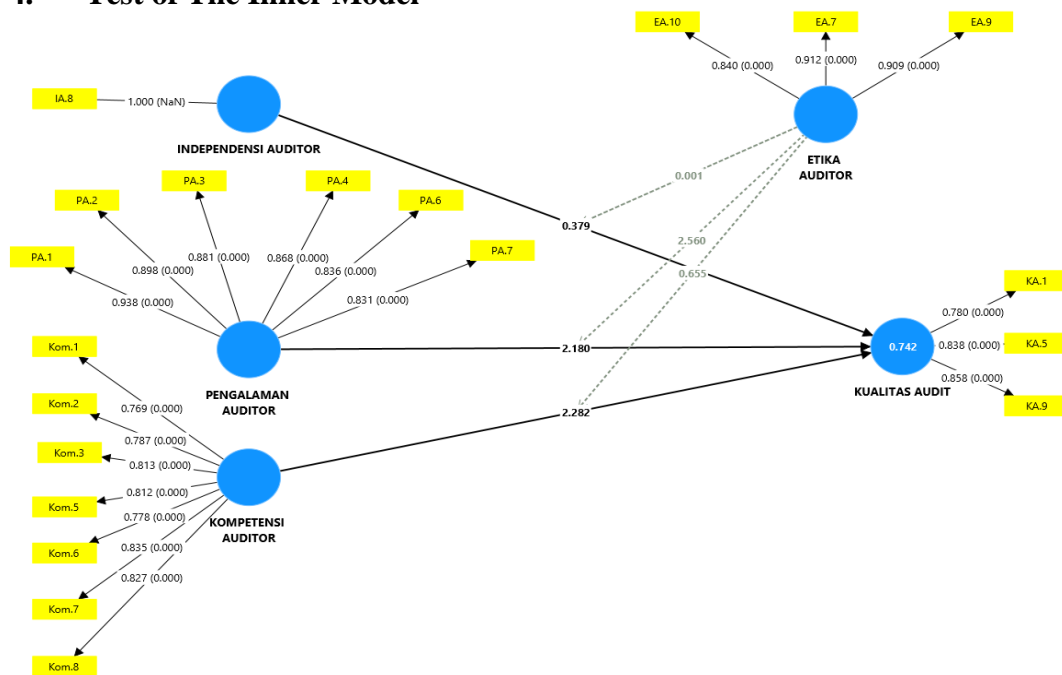 4. Test of The Inner Model
EA.10
EA.7
EA.9
0.840 (0.000)
0.912 (0.000)
0.909 (0.000)
IA.8
1.000 (NaN)
INDEPENDENSI AUDITOR
ETIKA
AUDITOR
PA.1
PA.2
PA.3
PA.4
PA.6
PA.7
0.938 (0.000)
0.898 (0.000)
0.881 (0.000)
0.868 (0.000)
0.836 (0.000)
0.831 (0.000)
PENGALAMAN
AUDITOR
0.001
0.379
2.560
0.655
2.180
2.282
0.742
KUALITAS AUDIT
KA.1
KA.5
KA.9
0.780 (0.000)
0.838 (0.000)
0.858 (0.000)
Kom.1
Kom.2
Kom.3
Kom.5
Kom.6
Kom.7
Kom.8
0.769 (0.000)
0.787 (0.000)
0.813 (0.000)
0.812 (0.000)
0.778 (0.000)
0.835 (0.000)
0.827 (0.000)
KOMPETENSI
AUDITOR